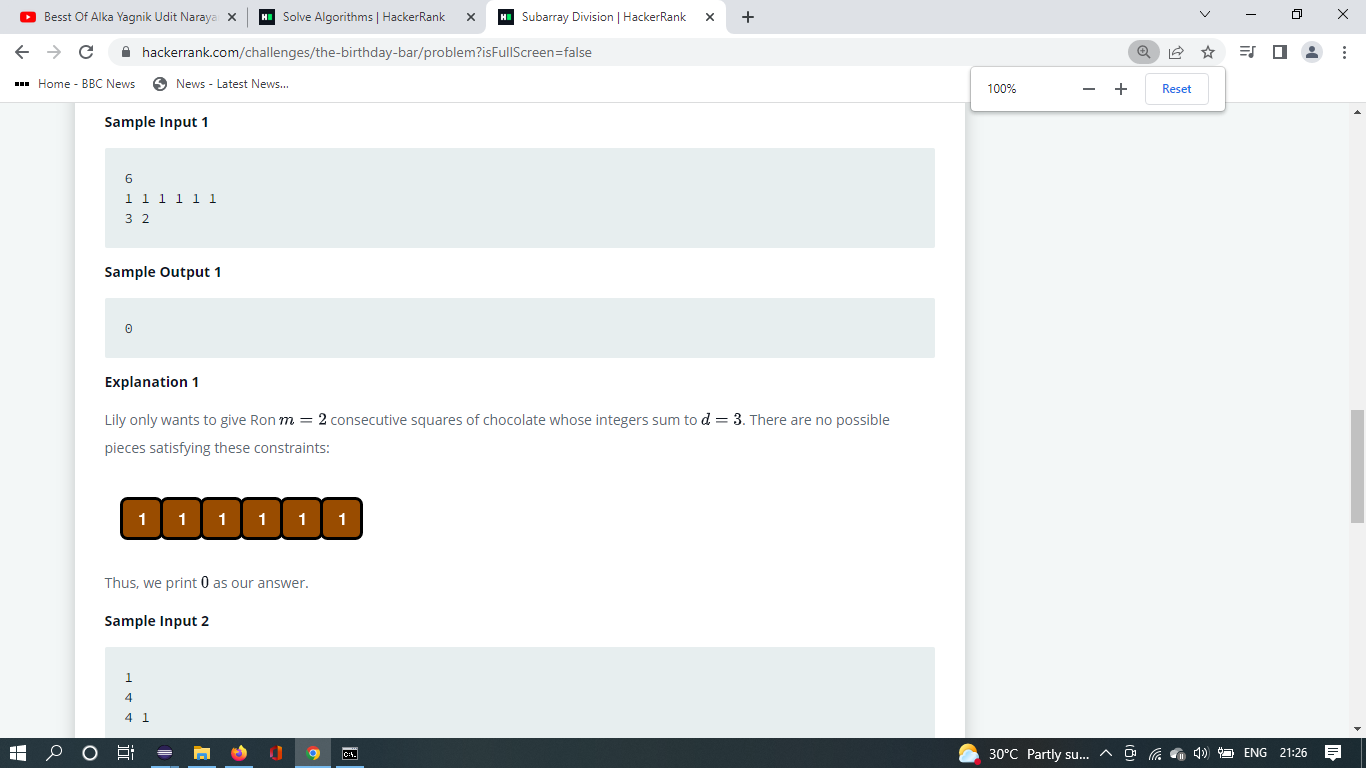 Besst Of Alka Yagnik Udit Naraya
Solve Algorithms | HackerRank
Subarray Division | HackerRank
hackerrank.com/challenges/the-birthday-bar/problem?isFullScreen=false
Home - BBC News
News - Latest News...
100%
Reset
Sample Input 1
6
1 1 1 1 1 1
3 2
Sample Output 1
0
Explanation 1
Lily only wants to give Ron m = 2 consecutive squares of chocolate whose integers sum to d = 3. There are no possible
pieces satisfying these constraints:
1 1 1 1 1 1
Thus, we print 0 as our answer.
Sample Input 2
1
4
4 1
30°C Partly su...
ENG
21:26